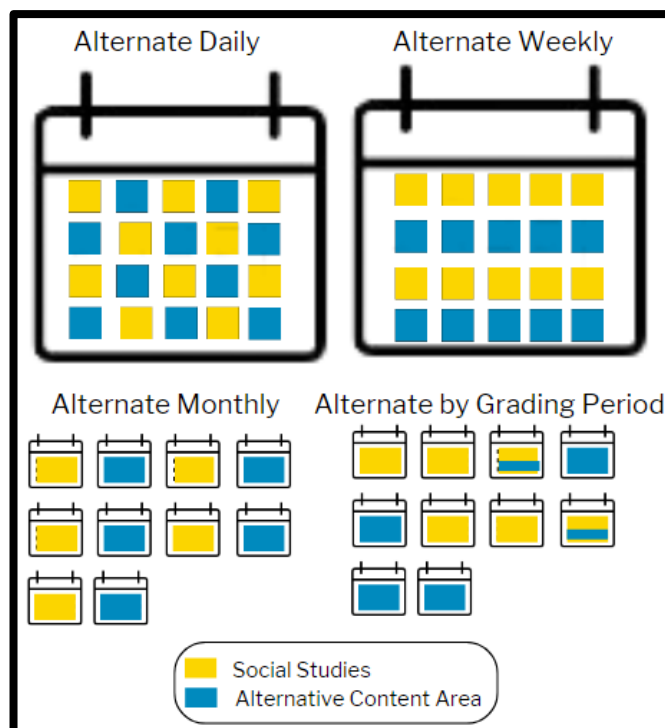 Alternate Daily
Alternate Weekly
Alternate Monthly
Alternate by Grading Period
Social Studies
Alternative Content Area